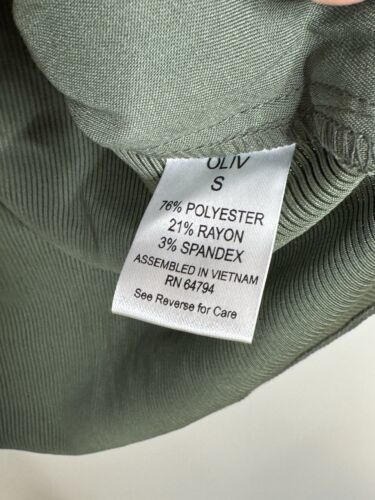 OLIV
S
76% POLYESTER
21% RAYON
3% SPANDEX
ASSEMBLED IN VIETNAM
RN 64794
See Reverse for Care